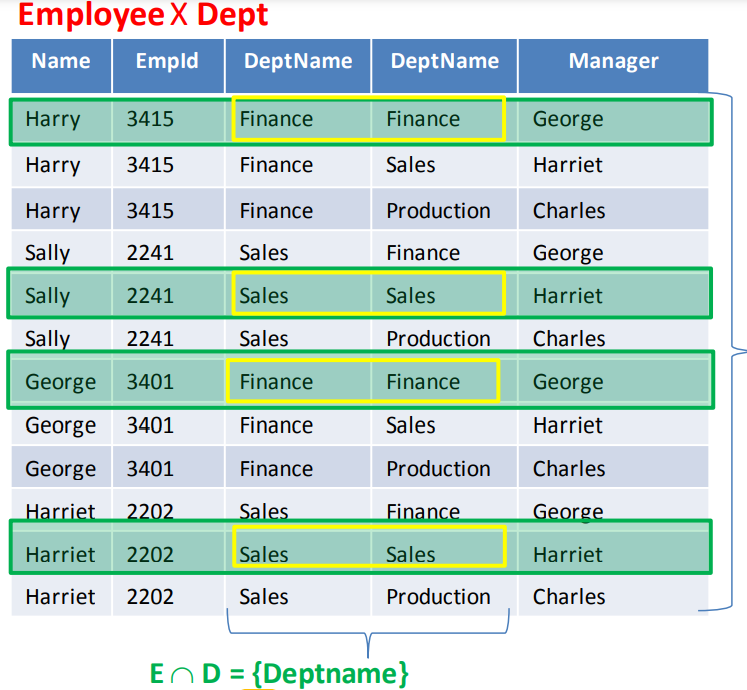 Employee X Dept
Name EmpId DeptName DeptName Manager
Harry 3415 Finance Finance George
Harry 3415 Finance Sales Harriet
Harry 3415 Finance Production Charles
Sally 2241 Sales Finance George
Sally 2241 Sales Sales Harriet
Sally 2241 Sales Production Charles
George 3401 Finance Finance George
George 3401 Finance Sales Harriet
George 3401 Finance Production Charles
Harriet 2202 Sales Finance George
Harriet 2202 Sales Sales Harriet
Harriet 2202 Sales Production Charles
E ∩ D = {Deptname}